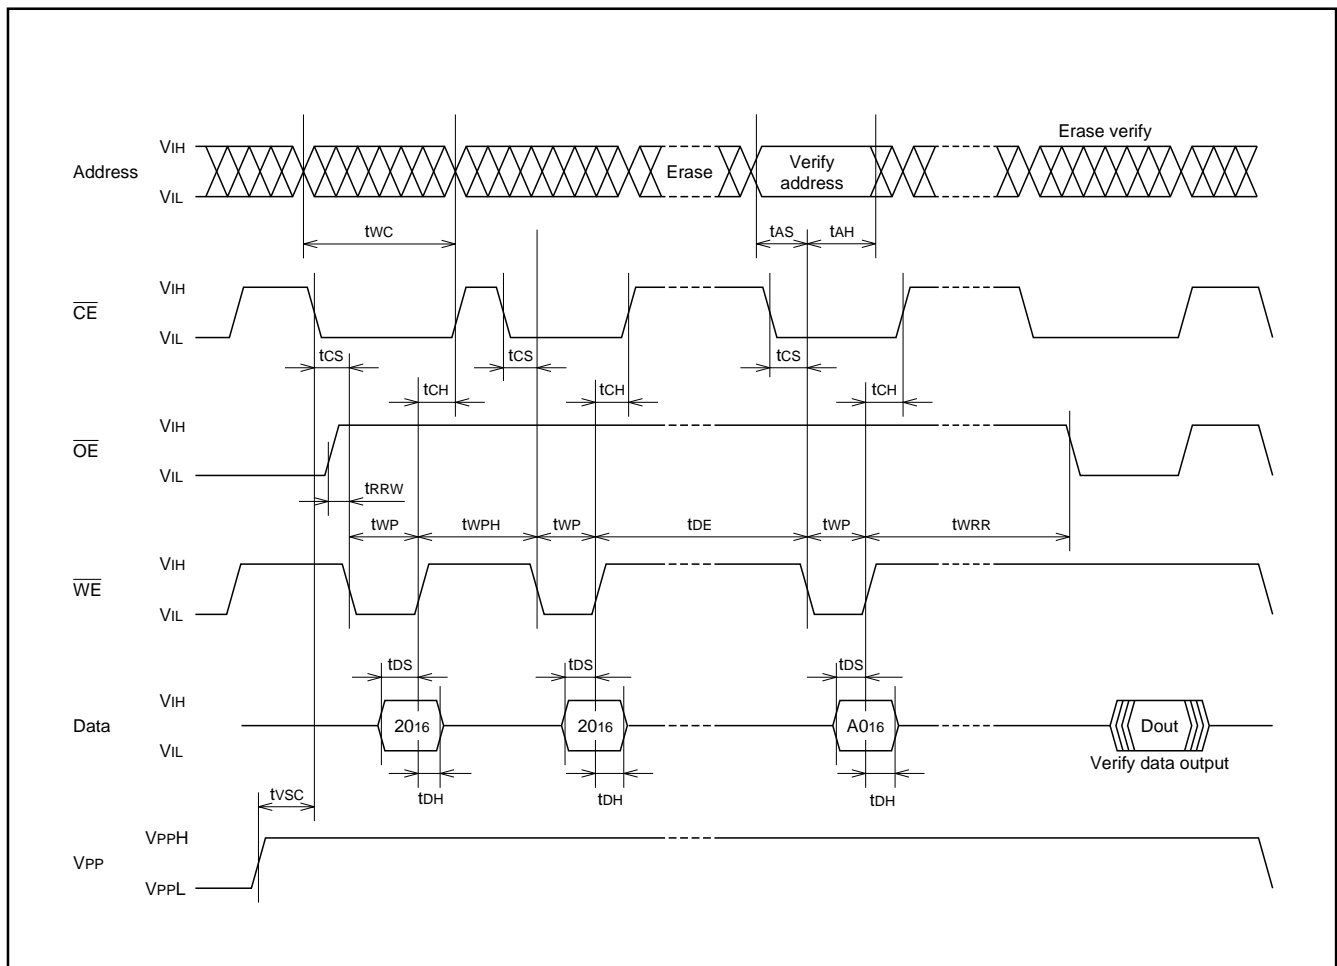 Erase verify
VIH
Address
Erase
Verify
address
VIL
tWC
tAS
tAH
VIH
CE
VIL
tCS
tCS
tCS
tCH
tCH
tCH
VIH
OE
VIL
tRRW
tWP
tWPH
tWP
tDE
tWP
tWRR
VIH
WE
VIL
tDS
tDS
tDS
VIH
Data
2016
2016
A016
Dout
VIL
Verify data output
tVSC
tDH
tDH
tDH
VPPH
VPP
VPPL